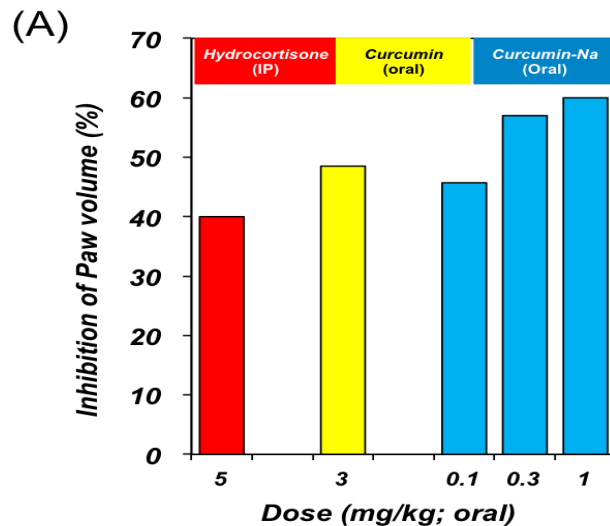 (A)
70
60
50
40
30
20
10
0
Inhibition of Paw volume (%)
Hydrocortisone
(IP)
Curcumin
(oral)
Curcumin-Na
(Oral)
5 3 0.1 0.3 1
Dose (mg/kg; oral)